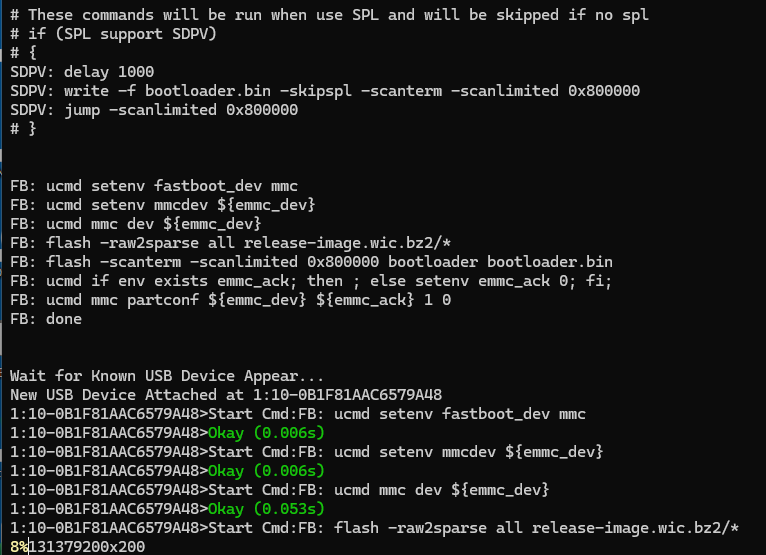 # These commands will be run when use SPL and will be skipped if no spl
# if (SPL support SDPV)
# {
SDPV: delay 1000
SDPV: write -f bootloader.bin -skipspl -scanterm -scanlimited 0x800000
SDPV: jump -scanlimited 0x800000
# }
FB: ucmd setenv fastboot_dev mmc
FB: ucmd setenv mmcdev ${emmc_dev}
FB: ucmd mmc dev ${emmc_dev}
FB: flash -raw2sparse all release-image.wic.bz2/*
FB: flash -scanterm -scanlimited 0x800000 bootloader bootloader.bin
FB: ucmd if env exists emmc_ack; then ; else setenv emmc_ack 0; fi;
FB: ucmd mmc partconf ${emmc_dev} ${emmc_ack} 1 0
FB: done
Wait for Known USB Device Appear...
New USB Device Attached at 1:10-0B1F81AAC6579A48
1:10-0B1F81AAC6579A48>Start Cmd:FB: ucmd setenv fastboot_dev mmc
1:10-0B1F81AAC6579A48>Okay (0.006s)
1:10-0B1F81AAC6579A48>Start Cmd:FB: ucmd setenv mmcdev ${emmc_dev}
1:10-0B1F81AAC6579A48>Okay (0.006s)
1:10-0B1F81AAC6579A48>Start Cmd:FB: ucmd mmc dev ${emmc_dev}
1:10-0B1F81AAC6579A48>Okay (0.053s)
1:10-0B1F81AAC6579A48>Start Cmd:FB: flash -raw2sparse all release-image.wic.bz2/*
8%131379200x200